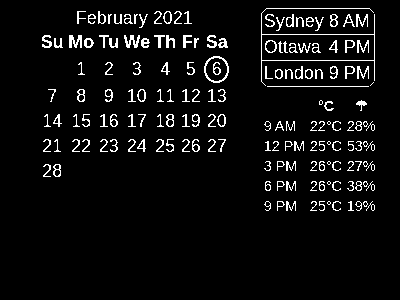 February 2021
Su Mo Tu We Th Fr Sa
1 2 3 4 5 6
7 8 9 10 11 12 13
14 15 16 17 18 19 20
21 22 23 24 25 26 27
28
Sydney 8 AM
Ottawa 4 PM
London 9 PM
°C ☂
9 AM 22°C 28%
12 PM 25°C 53%
3 PM 26°C 27%
6 PM 26°C 38%
9 PM 25°C 19%